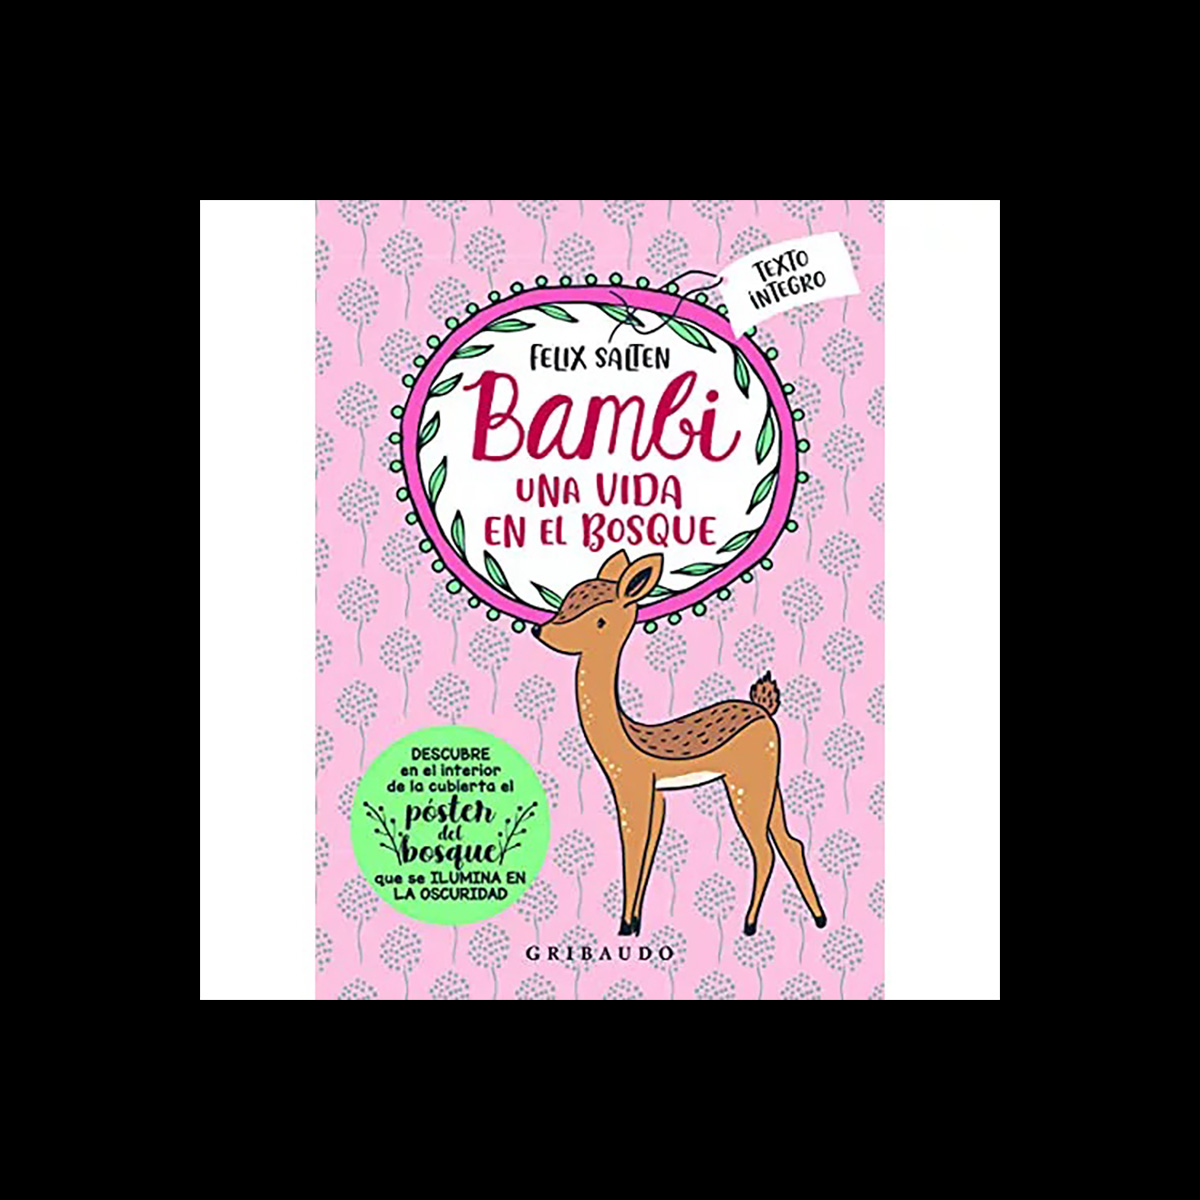 TEXTO
ÍNTEGRO
FELIX SALTEN
Bambi
UNA VIDA
EN EL BOSQUE
DESCUBRE
en el interior
de la cubierta el
póster
del
bosque
que se ILUMINA EN
LA OSCURIDAD
GRIBAUDO